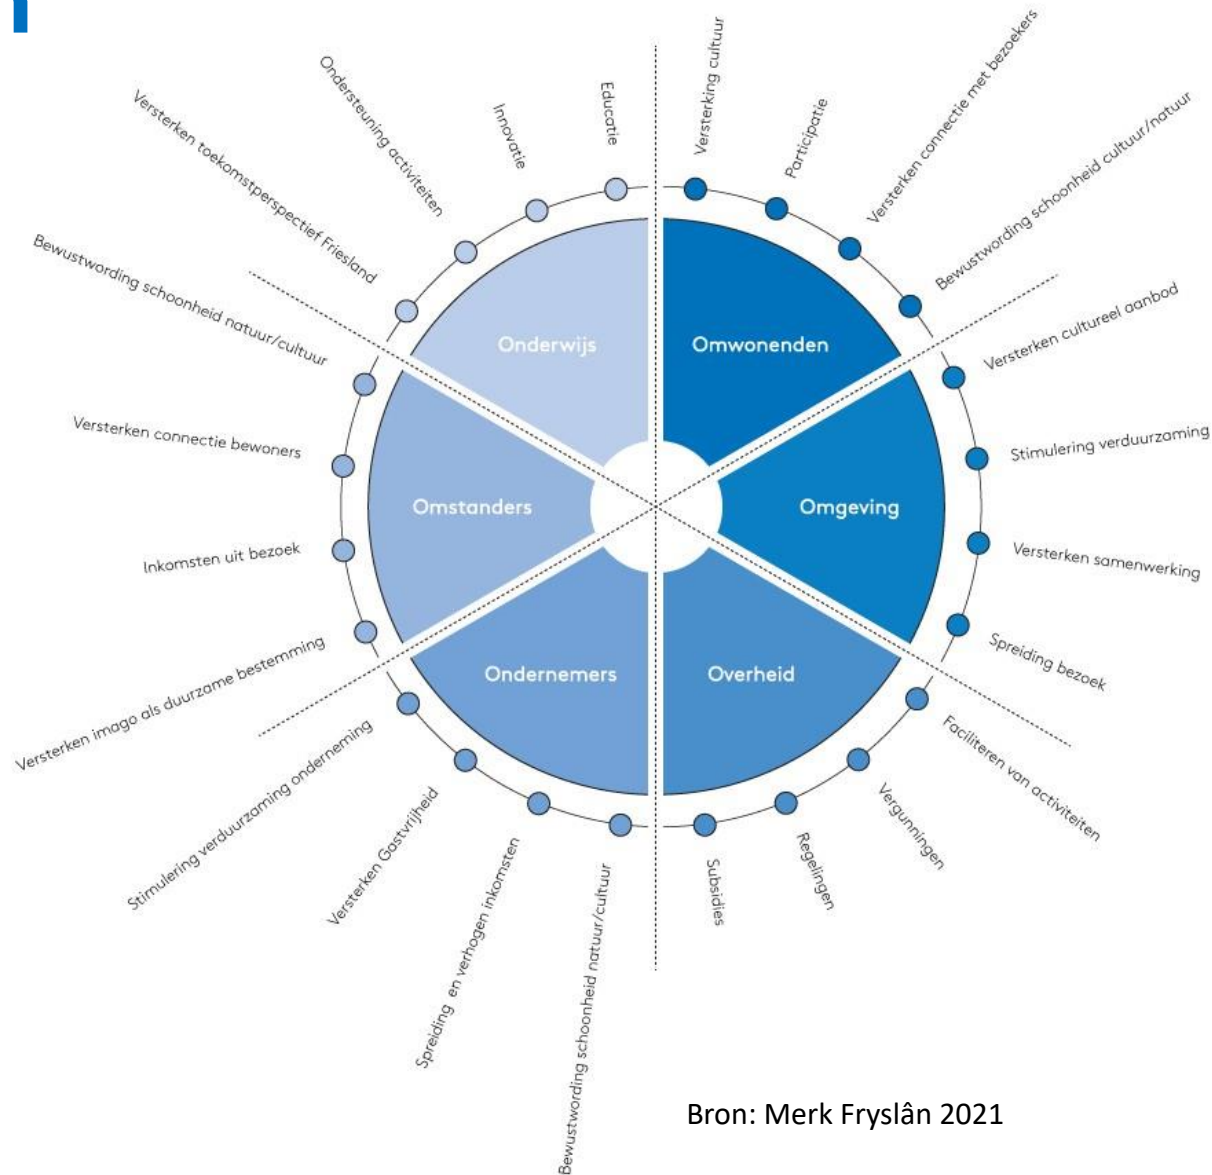 Versterking cultuur
Participatie
Versterken connectie met bezoekers
Bewustwording schoonheid cultuur/natuur
Omwonenden
Versterken cultureel aanbod
Stimulering verduurzaming
Versterken samenwerking
Spreiding bezoek
Omgeving
Faciliteren van activiteiten
Vergunningen
Regelingen
Subsidies
Overheid
Bewustwording schoonheid natuur/cultuur
Spreiding en verhogen inkomsten
Versterken Gastvrijheid
Stimulering verduurzaming onderneming
Ondernemers
Versterken imago als duurzame bestemming
Inkomsten uit bezoek
Versterken connectie bewoners
Bewustwording schoonheid natuur/cultuur
Omstanders
Versterken toekomstperspectief Friesland
Ondersteuning activiteiten
Innovatie
Educatie
Onderwijs
Bron: Merk Fryslân 2021